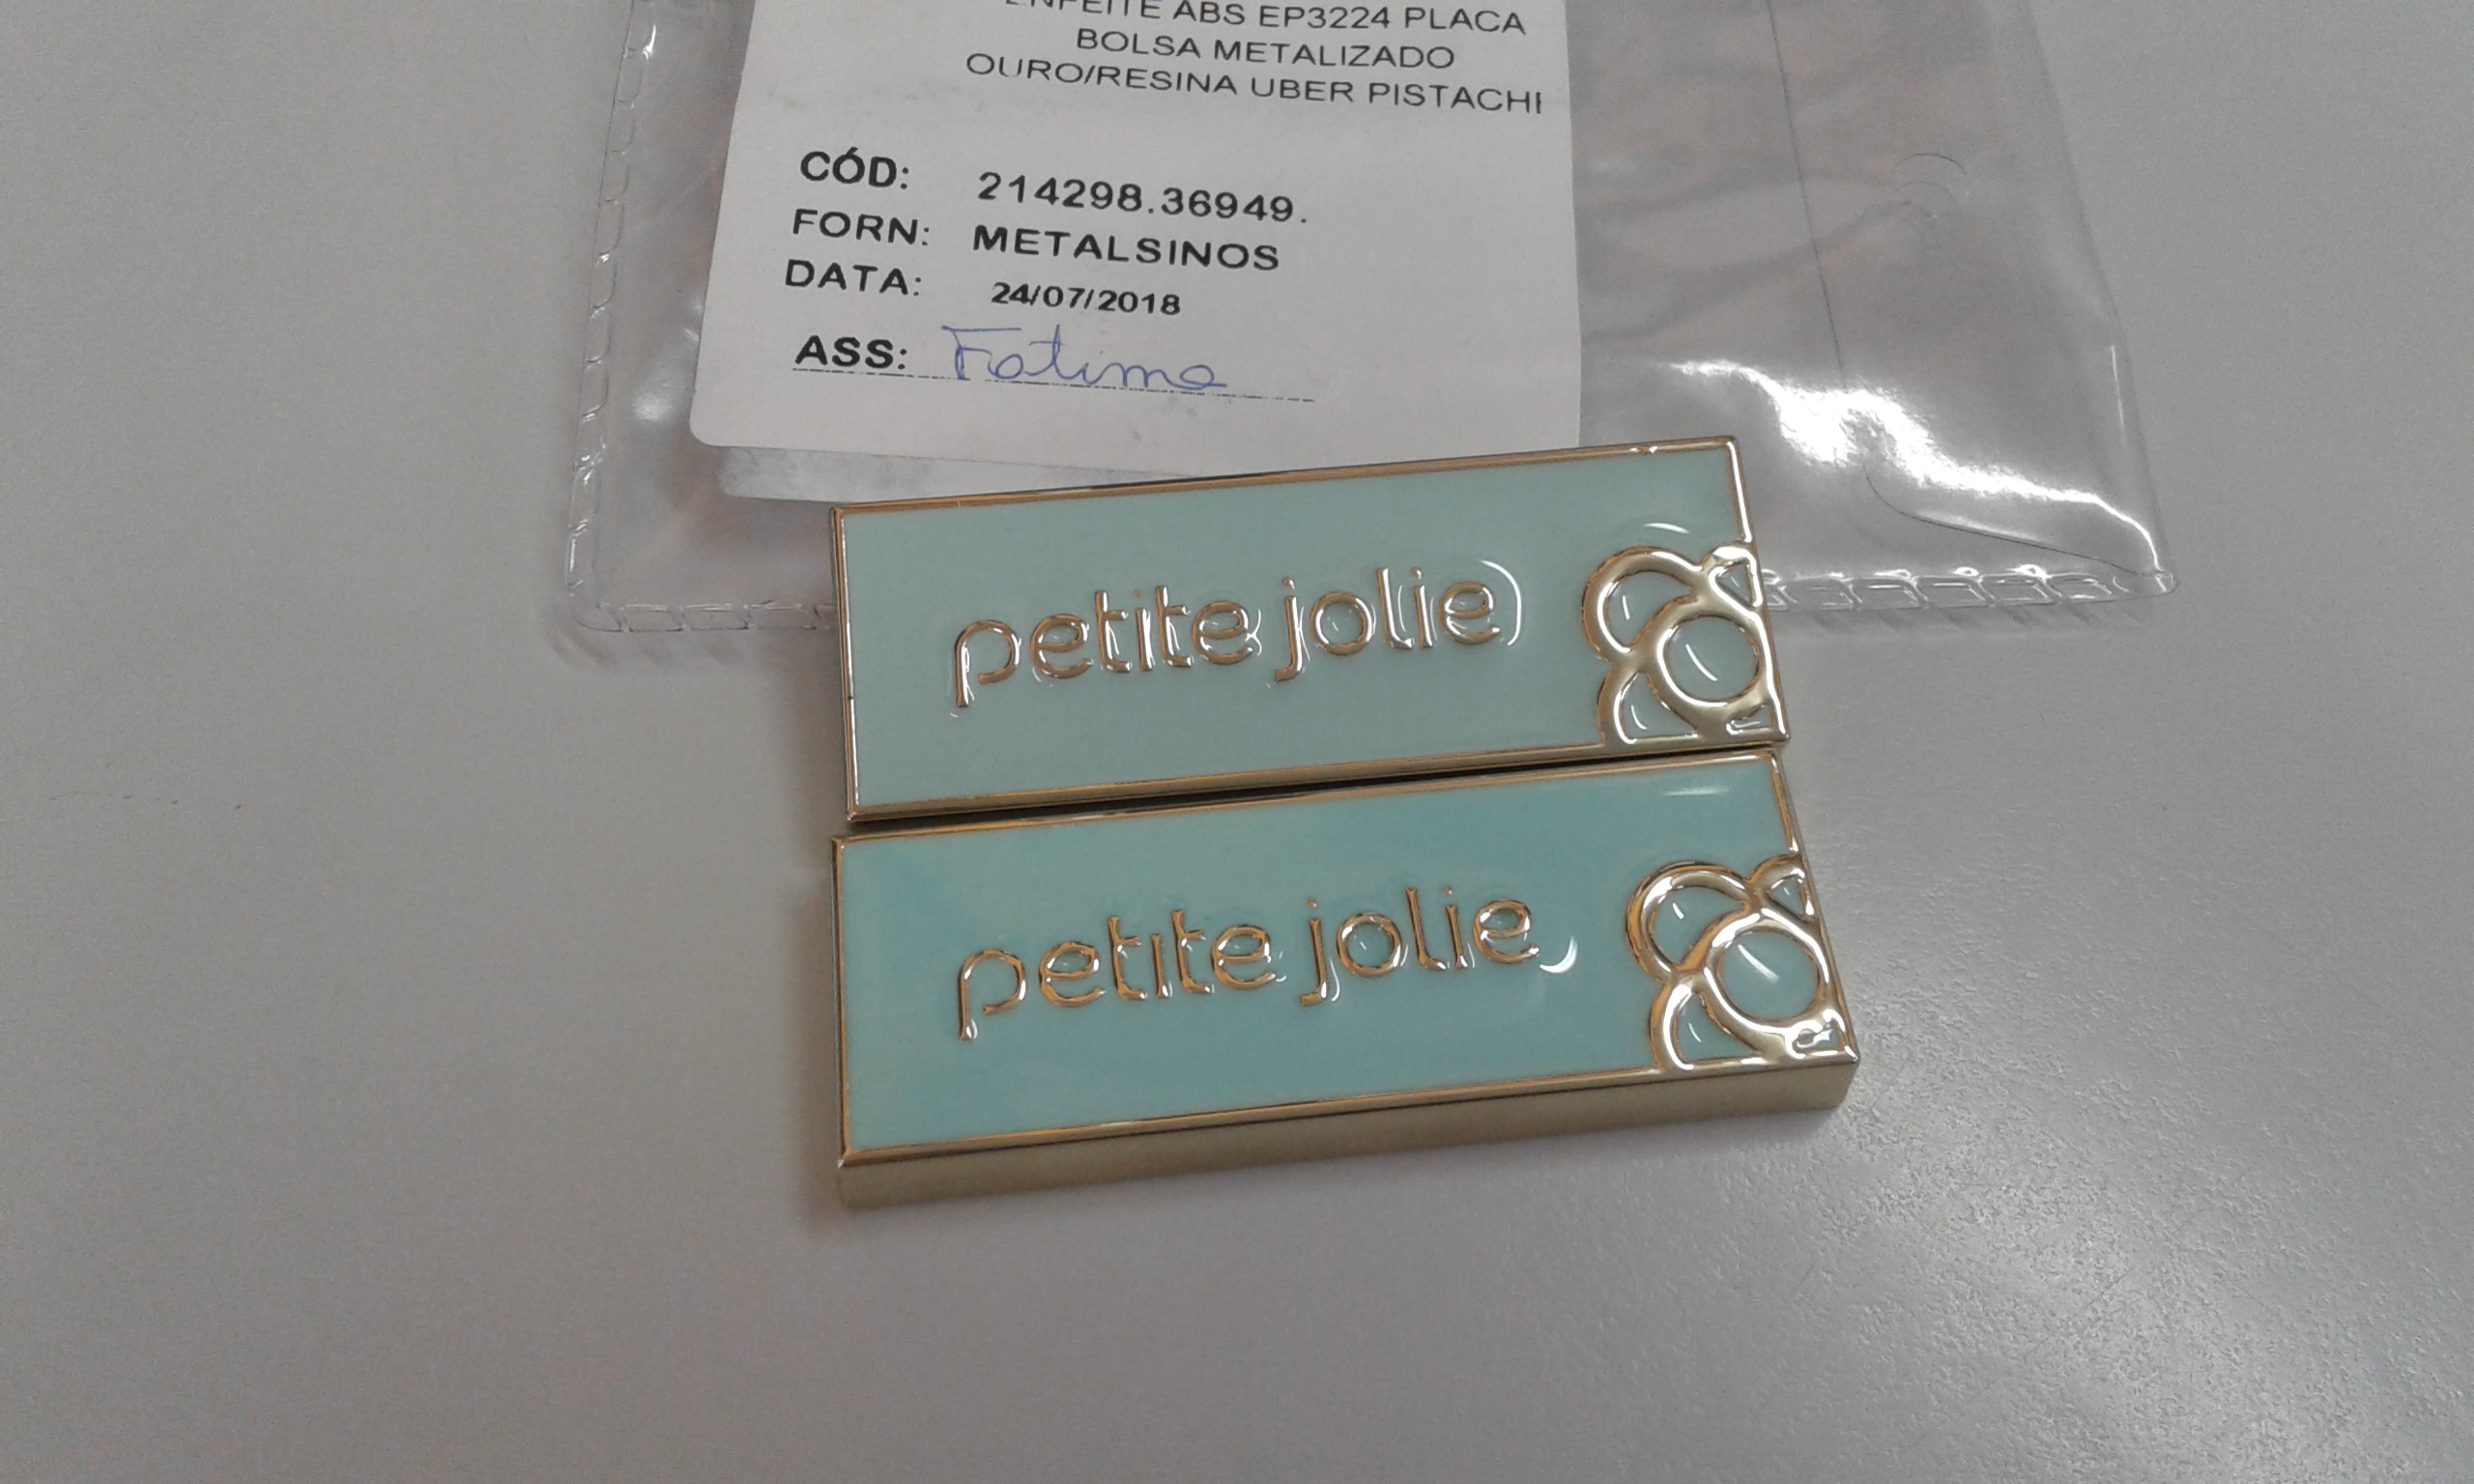 ENFEITE ABS EP3224 PLACA
BOLSA METALIZADO
OURO/RESINA UBER PISTACHI
CÓD: 214298.36949.
FORN: METALSINOS
DATA: 24/07/2018
ASS: Fatima
petite jolie
petite jolie